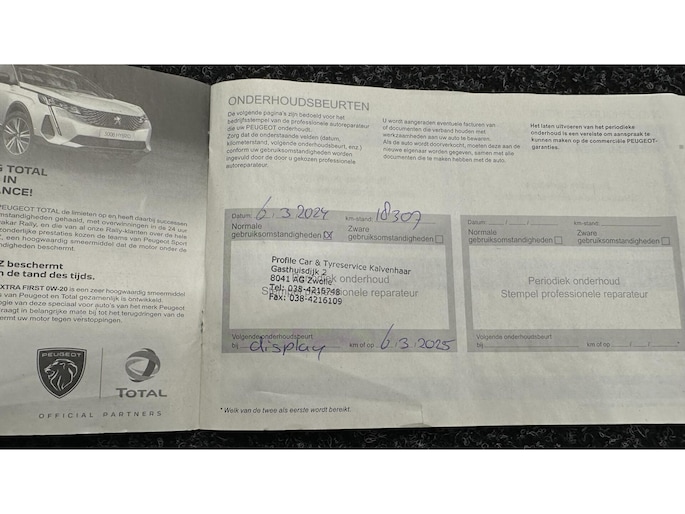 G TOTAL
IN
ANCE!
PEUGEOT TOTAL de limieten op en heeft daarbij successen
mstandigheden gehaald, met overwinningen in de 24 uur
akar Rally, en die van al onze Rally-klanten over de hele
zonderlijke prestaties kozen de teams van Peugeot Sport
Z, een hoogwaardig smeermiddel dat de motor onder de
ndigheden beschermt.
Z beschermt
n de tand des tijds.
XTRA FIRST 0W-20 is een zeer hoogwaardig smeermiddel
s van Peugeot en Total gezamenlijk is ontwikkeld.
logie van deze speciaal voor auto's van het merk Peugeot
raagt in belangrijke mate bij tot het terugdringen van de
ermt uw motor tegen verstoppingen.
PEUGEOT
TOTAL
OFFICIAL PARTNERS
ONDERHOUDSBEURTEN
De volgende pagina's zijn bedoeld voor het
bedrijfsstempel van de professionele autoreparateur
die uw PEUGEOT onderhoudt.
Zorg dat de onderstaande velden (datum,
kilometerstand, volgende onderhoudsbeurt, enz.)
conform uw gebruiksomstandigheden worden
ingevuld door de door u gekozen professionele
autoreparateur.
U wordt aangeraden eventuele facturen van
of documenten die verband houden met
werkzaamheden aan uw auto te bewaren.
Als de auto wordt doorverkocht, moeten deze aan de
nieuwe eigenaar worden gegeven, samen met alle
documenten die te maken hebben met de auto.
Het laten uitvoeren van het periodieke
onderhoud is een vereiste om aanspraak te
kunnen maken op de commerciële PEUGEOT-
garanties.
Datum: 6.3.2024 km-stand: 18307
Normale gebruiksomstandigheden
Zware gebruiksomstandigheden
Profile Car & Tyreservice Kalvenhaar
Gasthuisdijk 2
8041 AG Zwolle
Tel: 038-4216748
Fax: 038-4216109
Periodiek onderhoud
Stempel professionele reparateur
Volgende onderhoudsbeurt
bij display km of op 6.3.2025
Datum: km-stand:
Normale gebruiksomstandigheden
Zware gebruiksomstandigheden
Periodiek onderhoud
Stempel professionele reparateur
Volgende onderhoudsbeurt
bij km of op
* Welk van de twee als eerste wordt bereikt.